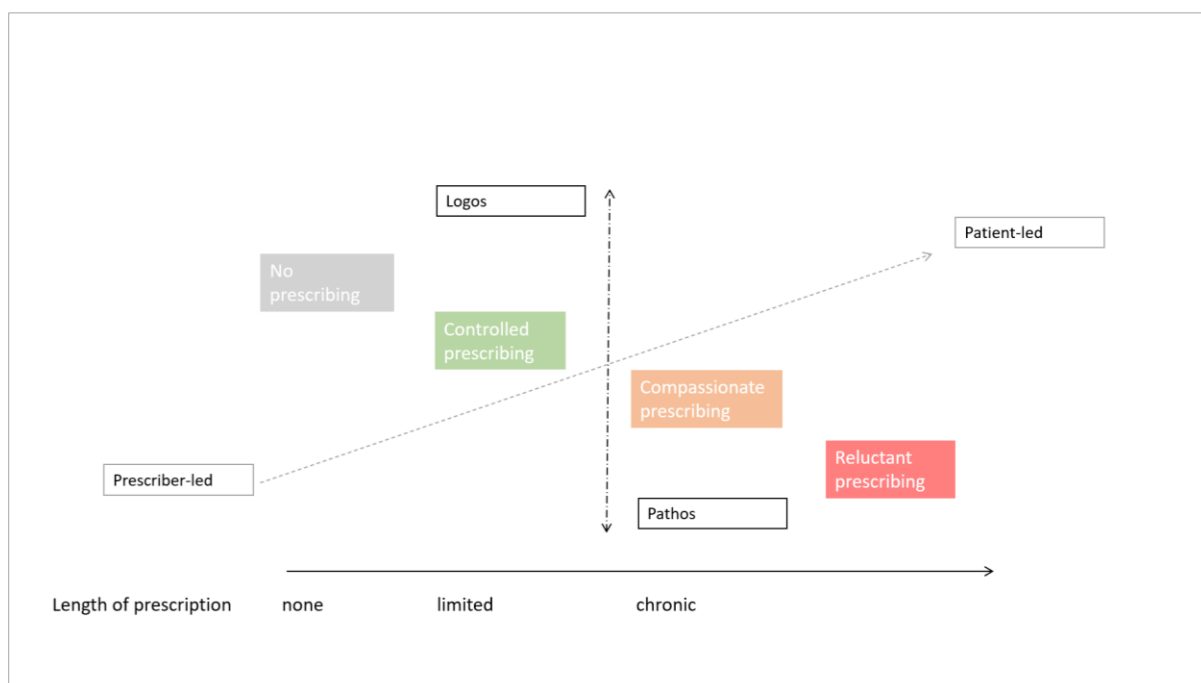 Logos
Patient-led
No
prescribing
Controlled
prescribing
Compassionate
prescribing
Reluctant
prescribing
Prescriber-led
Pathos
Length of prescription none limited chronic